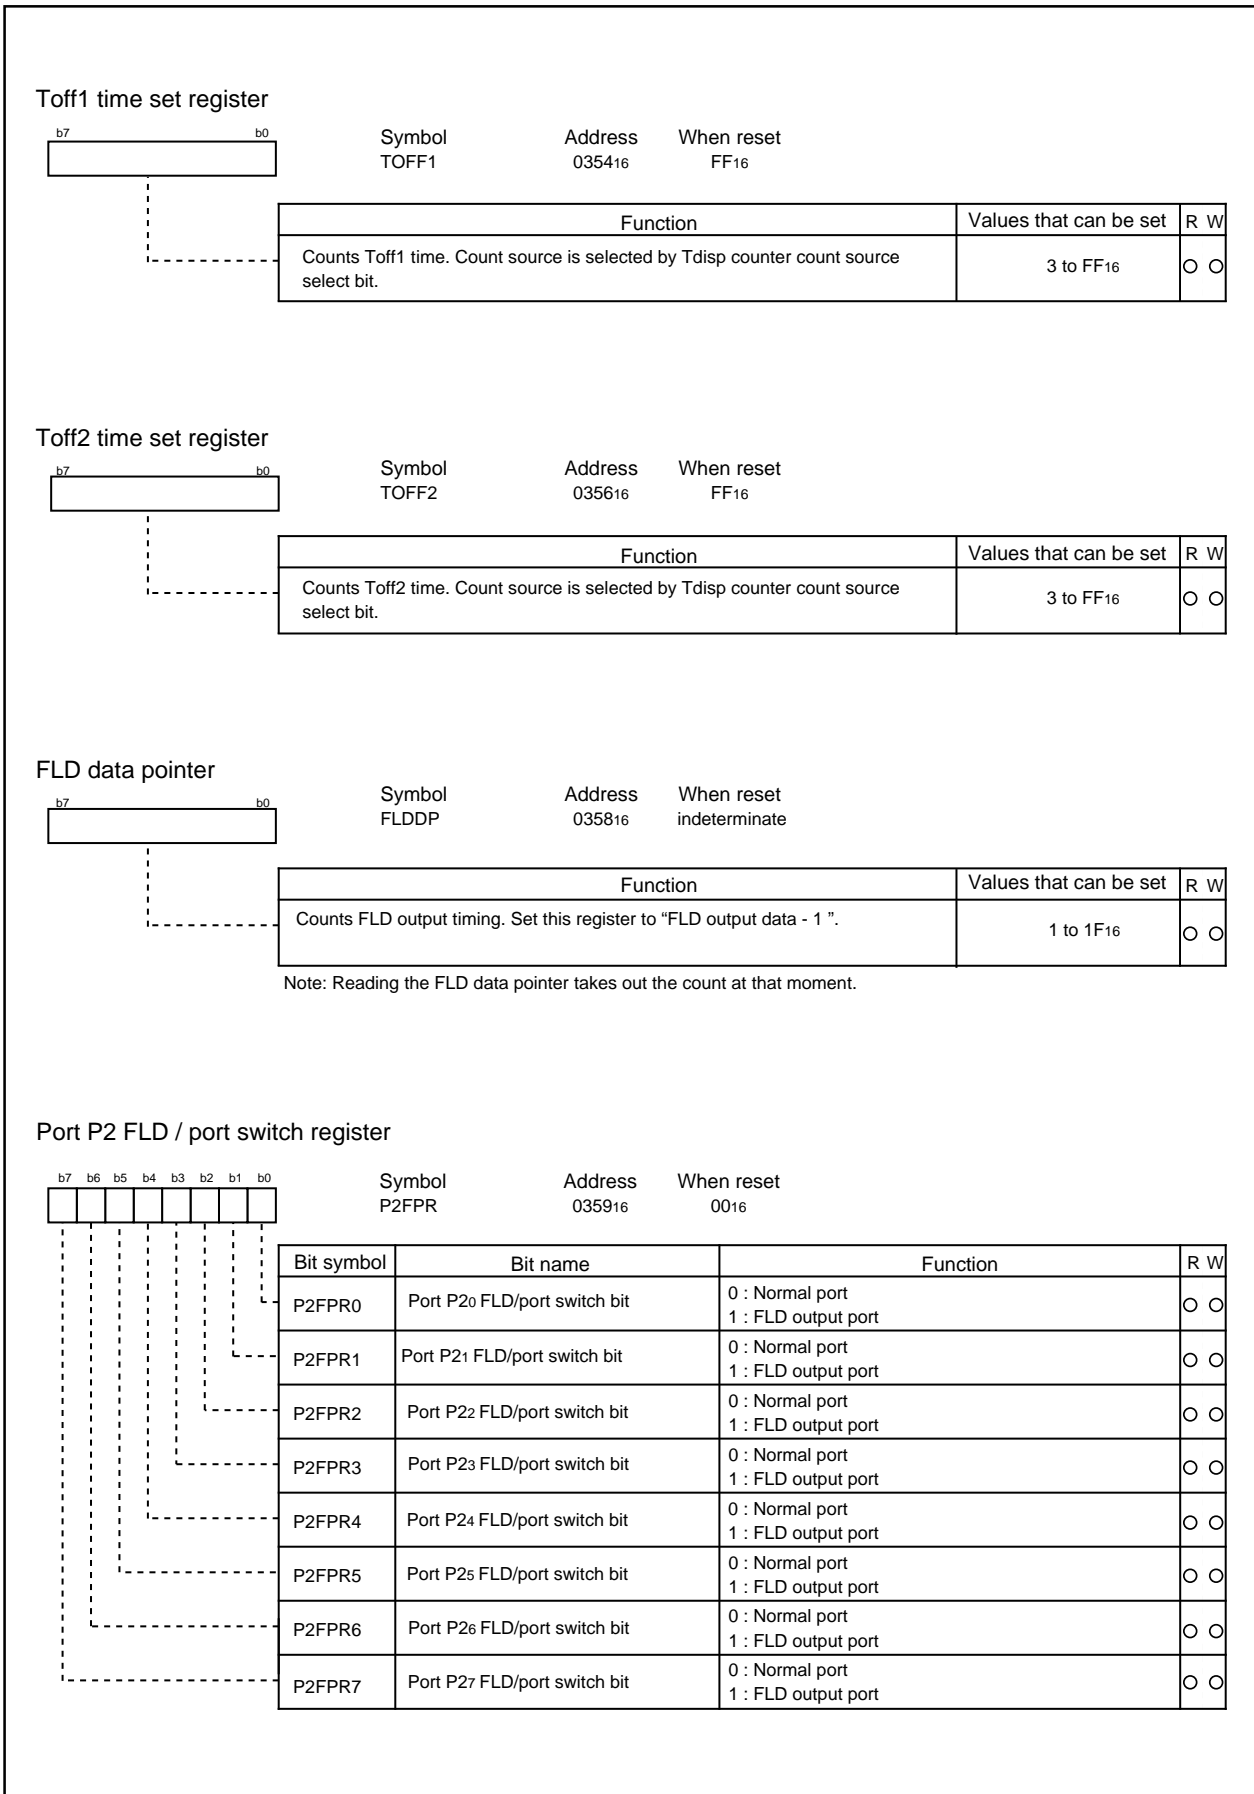 Toff1 time set register
b7 b0
Symbol Address When reset
TOFF1 035416 FF16
Function Values that can be set R W
Counts Toff1 time. Count source is selected by Tdisp counter count source
select bit.
3 to FF16
Toff2 time set register
b7 b0
Symbol Address When reset
TOFF2 035616 FF16
Function Values that can be set R W
Counts Toff2 time. Count source is selected by Tdisp counter count source
select bit.
3 to FF16
FLD data pointer
b7 b0
Symbol Address When reset
FLDDP 035816 indeterminate
Function Values that can be set R W
Counts FLD output timing. Set this register to “FLD output data - 1 ”.
1 to 1F16
Note: Reading the FLD data pointer takes out the count at that moment.
Port P2 FLD / port switch register
b7 b6 b5 b4 b3 b2 b1 b0
Symbol Address When reset
P2FPR 035916 0016
Bit symbol Bit name Function R W
P2FPR0 Port P20 FLD/port switch bit
0 : Normal port
1 : FLD output port
P2FPR1 Port P21 FLD/port switch bit
0 : Normal port
1 : FLD output port
P2FPR2 Port P22 FLD/port switch bit
0 : Normal port
1 : FLD output port
P2FPR3 Port P23 FLD/port switch bit
0 : Normal port
1 : FLD output port
P2FPR4 Port P24 FLD/port switch bit
0 : Normal port
1 : FLD output port
P2FPR5 Port P25 FLD/port switch bit
0 : Normal port
1 : FLD output port
P2FPR6 Port P26 FLD/port switch bit
0 : Normal port
1 : FLD output port
P2FPR7 Port P27 FLD/port switch bit
0 : Normal port
1 : FLD output port